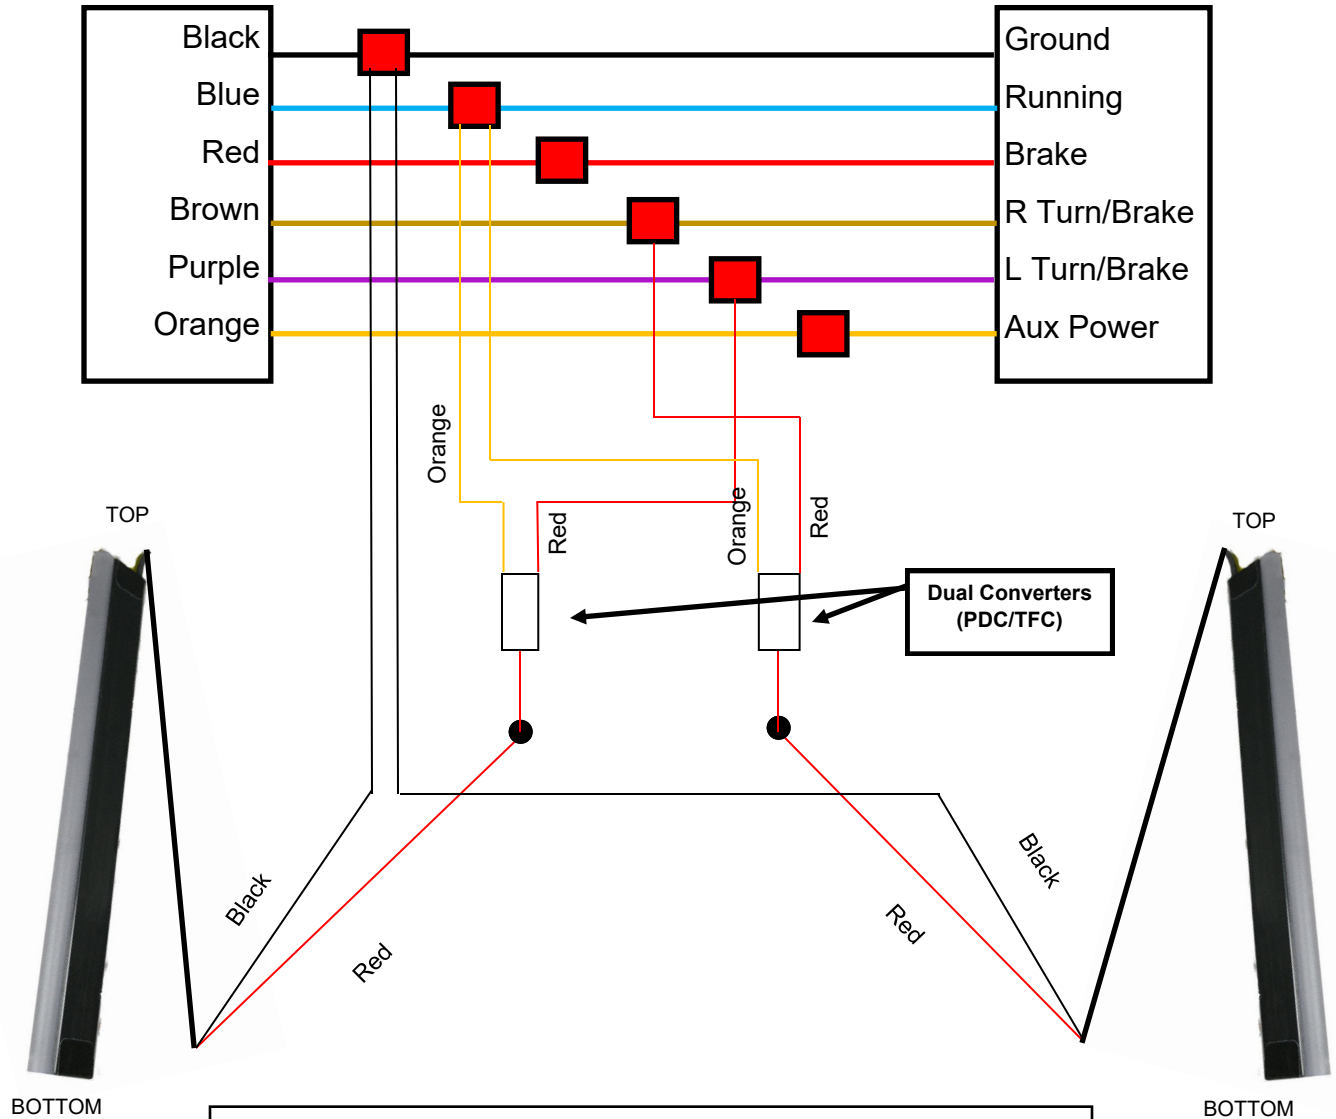 Black
Ground
Blue
Running
Red
Brake
Brown
R Turn/Brake
Purple
L Turn/Brake
Orange
Aux Power
Orange
Red
Orange
Red
TOP
TOP
Dual Converters
(PDC/TFC)
Black
Red
Red
Black
BOTTOM
BOTTOM